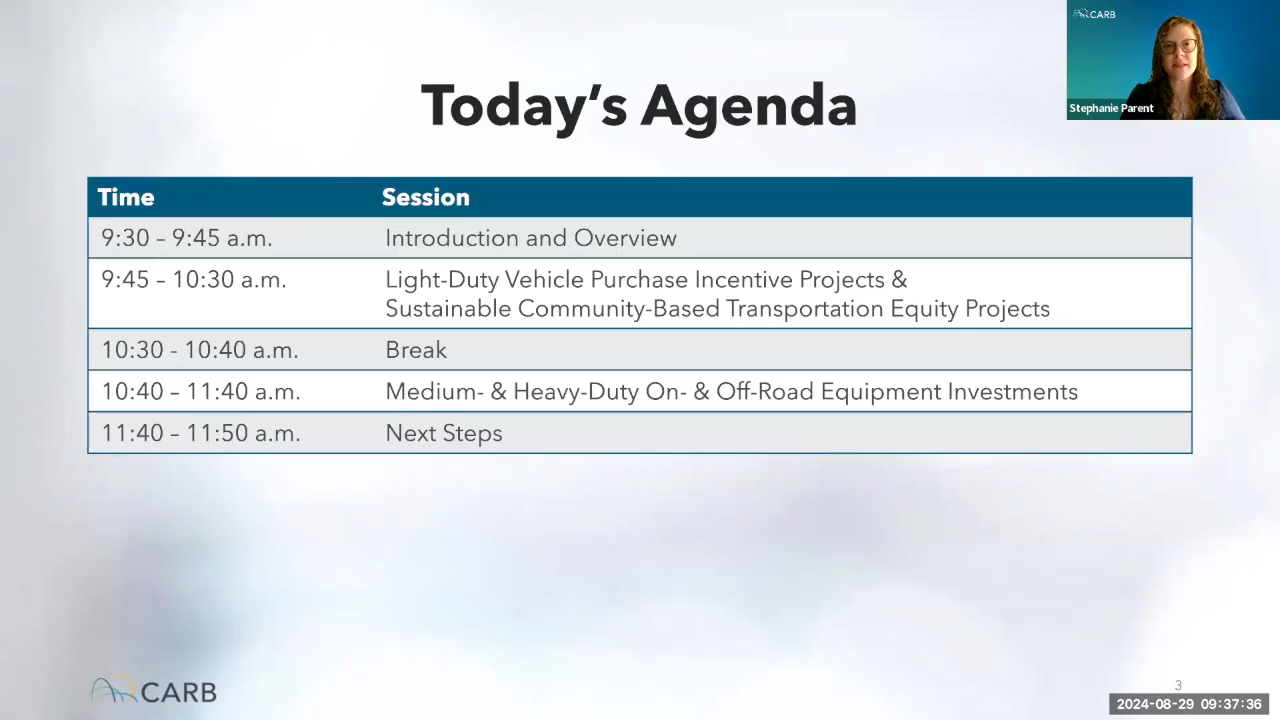 CARB
Stephanie Parent
Today's Agenda
Time Session
9:30 – 9:45 a.m. Introduction and Overview
9:45 – 10:30 a.m. Light-Duty Vehicle Purchase Incentive Projects &
Sustainable Community-Based Transportation Equity Projects
10:30 - 10:40 a.m. Break
10:40 – 11:40 a.m. Medium- & Heavy-Duty On- & Off-Road Equipment Investments
11:40 – 11:50 a.m. Next Steps
CARB
3
2024-08-29 09:37:36